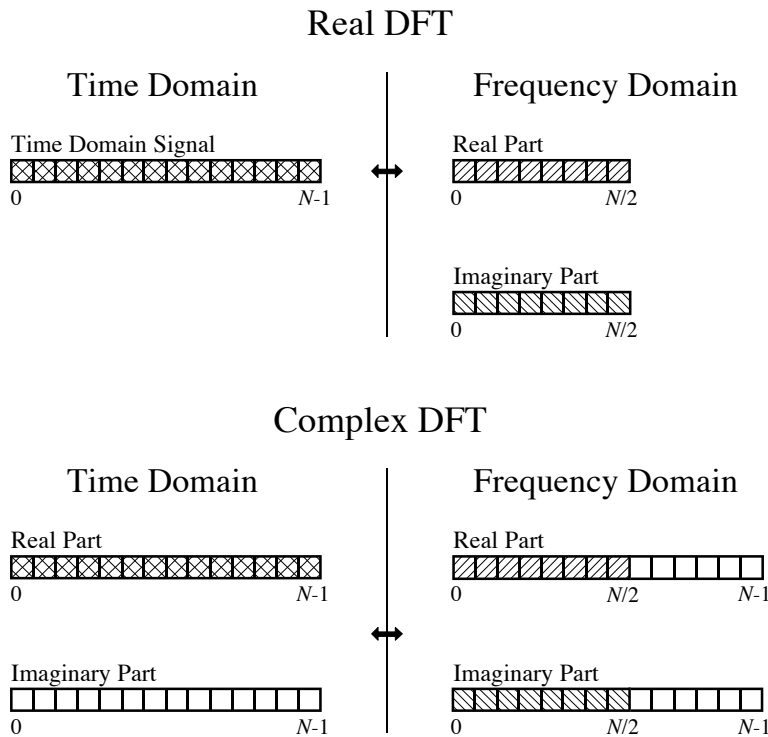 Real DFT
Time Domain
Frequency Domain
Time Domain Signal
Real Part
0 N-1
0 N/2
Imaginary Part
0 N/2
Complex DFT
Time Domain
Frequency Domain
Real Part
Real Part
0 N-1
0 N/2 N-1
Imaginary Part
Imaginary Part
0 N-1
0 N/2 N-1